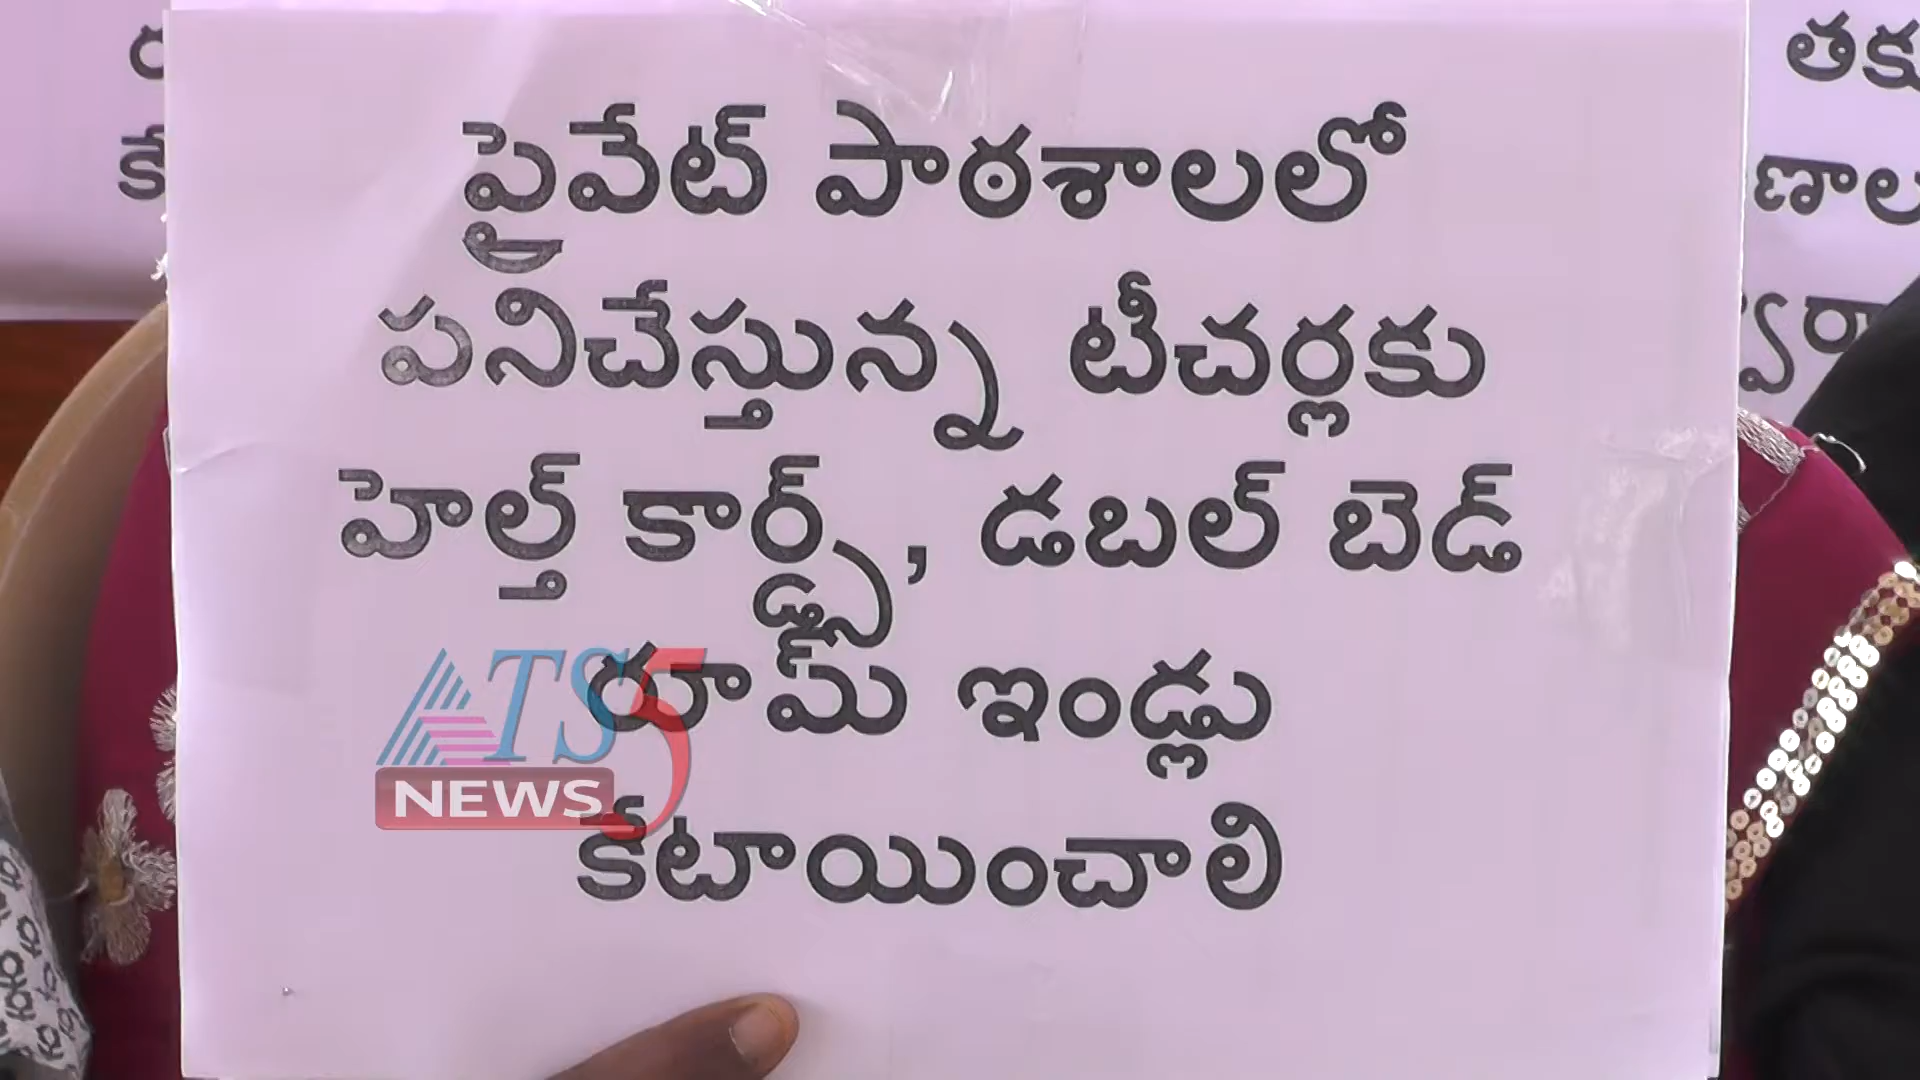 ప్రైవేట్ పాఠశాలలో
పనిచేస్తున్న టీచర్లకు
హెల్త్ కార్డ్స్, డబల్ బెడ్
రూమ్ ఇండ్లు
కేటాయించాలి
TS5
NEWS